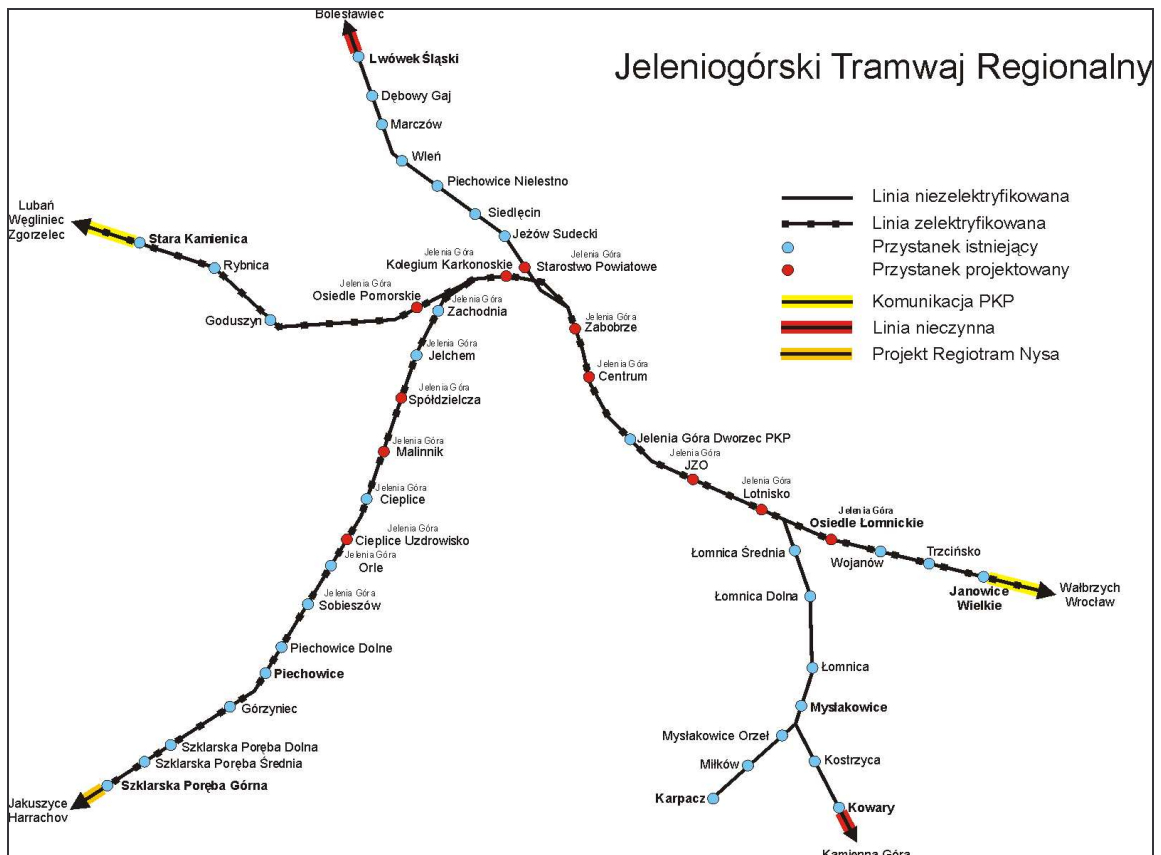 Bolesławiec
Jeleniogórski Tramwaj Regionalny
Lwówek Śląski
Dębowy Gaj
Marczów
Wleń
Piechowice Nielestno
Siedlęcin
Jeżów Sudecki
Linia niezelektryfikowana
Linia zelektryfikowana
Przystanek istniejący
Przystanek projektowany
Komunikacja PKP
Linia nieczynna
Projekt Regiotram Nysa
Lubań
Węgliniec
Zgorzelec
Stara Kamienica
Rybnica
Goduszyn
Jelenia Góra
Osiedle Pomorskie
Jelenia Góra
Kolegium Karkonoskie
Jelenia Góra
Starostwo Powiatowe
Jelenia Góra
Zachodnia
Jelenia Góra
Zabobrze
Jelenia Góra
Jelchem
Jelenia Góra
Centrum
Jelenia Góra
Spółdzielcza
Jelenia Góra
Malinnik
Jelenia Góra Dworzec PKP
Jelenia Góra
JZO
Jelenia Góra
Lotnisko
Jelenia Góra
Cieplice
Jelenia Góra
Osiedle Łomnickie
Jelenia Góra
Cieplice Uzdrowisko
Jelenia Góra
Orle
Jelenia Góra
Sobieszów
Łomnica Średnia
Wojanów
Trzcińsko
Janowice
Wielkie
Wałbrzych
Wrocław
Łomnica Dolna
Piechowice Dolne
Piechowice
Łomnica
Górzyniec
Mysłakowice
Mysłakowice Orzeł
Szklarska Poręba Dolna
Szklarska Poręba Średnia
Miłków
Kostrzyca
Szklarska Poręba Górna
Karpacz
Kowary
Jakuszyce
Harrachov
Kamienna Góra